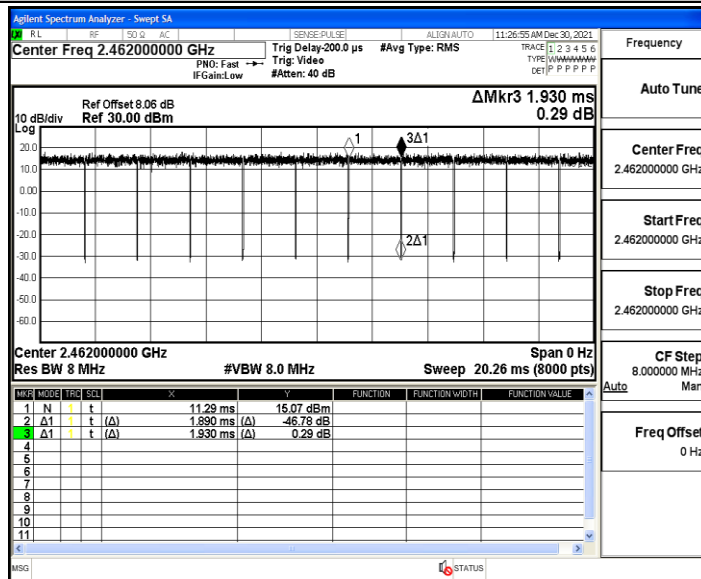 Agilent Spectrum Analyzer - Swept SA
RL RF 50 Ω AC SENSE:PULSE ALIGN AUTO 11:26:55 AM Dec 30, 2021
Center Freq 2.462000000 GHz
PNO: Fast
IFGain:Low
Trig Delay-200.0 µs
Trig: Video
#Atten: 40 dB
#Avg Type: RMS
TRACE 1 2 3 4 5 6
TYPE WWWWWW
DET P P P P P P
Frequency
Auto Tune
Center Freq
2.462000000 GHz
Start Freq
2.462000000 GHz
Stop Freq
2.462000000 GHz
CF Step
8.000000 MHz
Auto Man
Freq Offset
0 Hz
ΔMkr3 1.930 ms
0.29 dB
Ref Offset 8.06 dB
10 dB/div Ref 30.00 dBm
Log
20.0
10.0
0.00
-10.0
-20.0
-30.0
-40.0
-50.0
-60.0
1
3Δ1
2Δ1
Center 2.462000000 GHz Span 0 Hz
Res BW 8 MHz #VBW 8.0 MHz Sweep 20.26 ms (8000 pts)
MKR MODE TRC SCL X Y FUNCTION FUNCTION WIDTH FUNCTION VALUE
1 N 1 t 11.29 ms 15.07 dBm
2 Δ1 1 t (Δ) 1.890 ms (Δ) -46.78 dB
3 Δ1 1 t (Δ) 1.930 ms (Δ) 0.29 dB
4
5
6
7
8
9
10
11
MSG STATUS